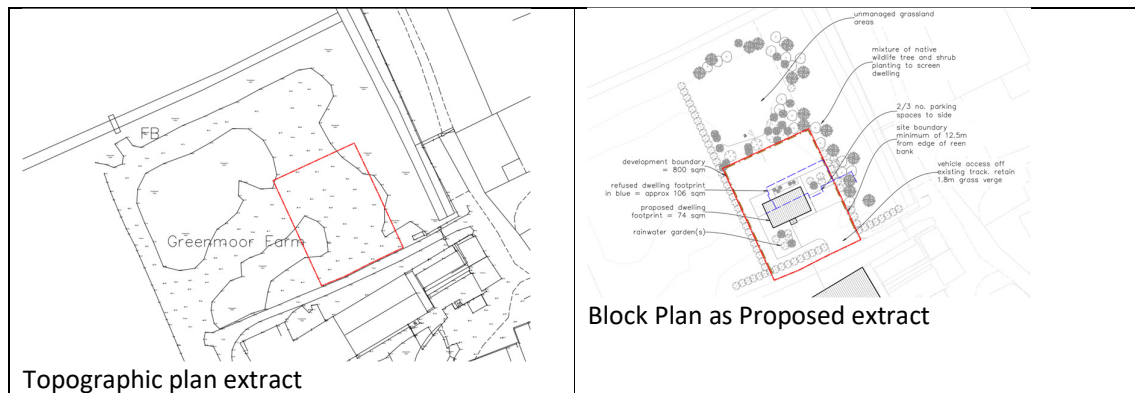 FB
Greenmoor Farm
Topographic plan extract
unmanaged grassland
areas
mixture of native
wildlife tree and shrub
planting to screen
dwelling
2/3 no. parking
spaces to side
site boundary
minimum of 12.5m
from edge of reen
bank
vehicle access off
existing track. retain
1.8m grass verge
development boundary
= 800 sqm
refused dwelling footprint
in blue = approx 106 sqm
proposed dwelling
footprint = 74 sqm
rainwater garden(s)
Block Plan as Proposed extract